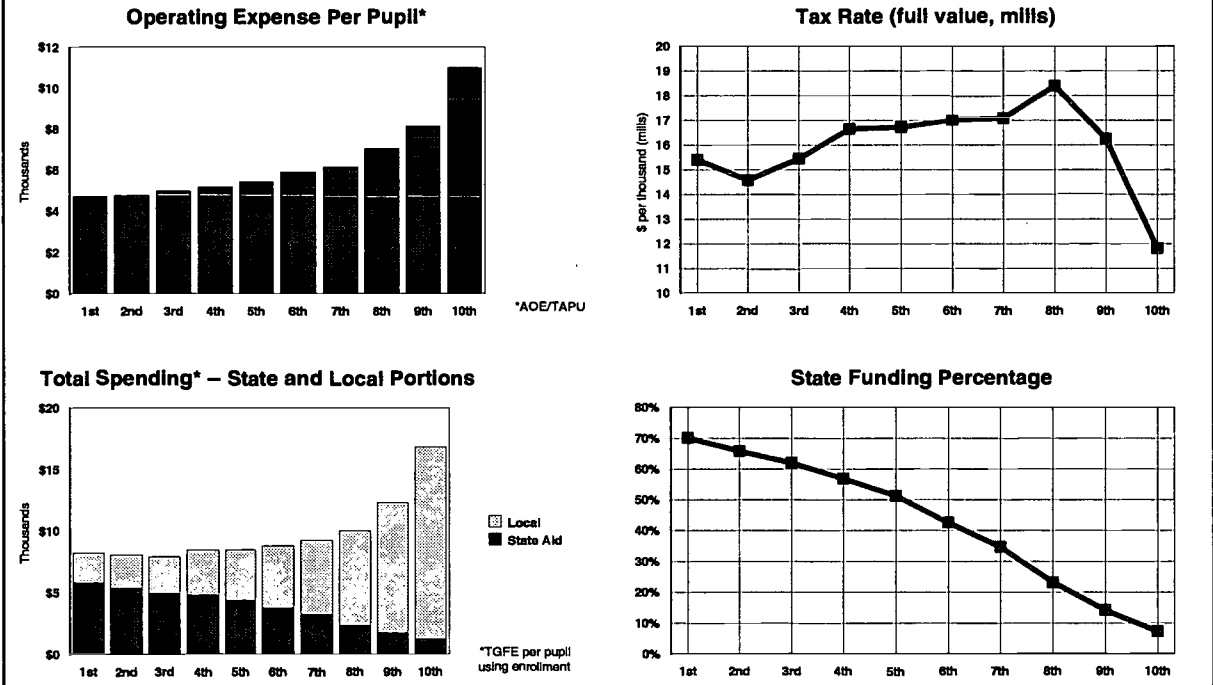 Operating Expense Per Pupil*
$12
$10
$8
$6
$4
$2
$0
Thousands
1st 2nd 3rd 4th 5th 6th 7th 8th 9th 10th
*AOE/TAPU
Tax Rate (full value, mills)
20
19
18
17
16
15
14
13
12
11
10
$ per thousand (mills)
1st 2nd 3rd 4th 5th 6th 7th 8th 9th 10th
Total Spending* – State and Local Portions
$20
$15
$10
$5
$0
Thousands
1st 2nd 3rd 4th 5th 6th 7th 8th 9th 10th
Local
State Aid
*TGFE per pupil
using enrollment
State Funding Percentage
80%
70%
60%
50%
40%
30%
20%
10%
0%
1st 2nd 3rd 4th 5th 6th 7th 8th 9th 10th